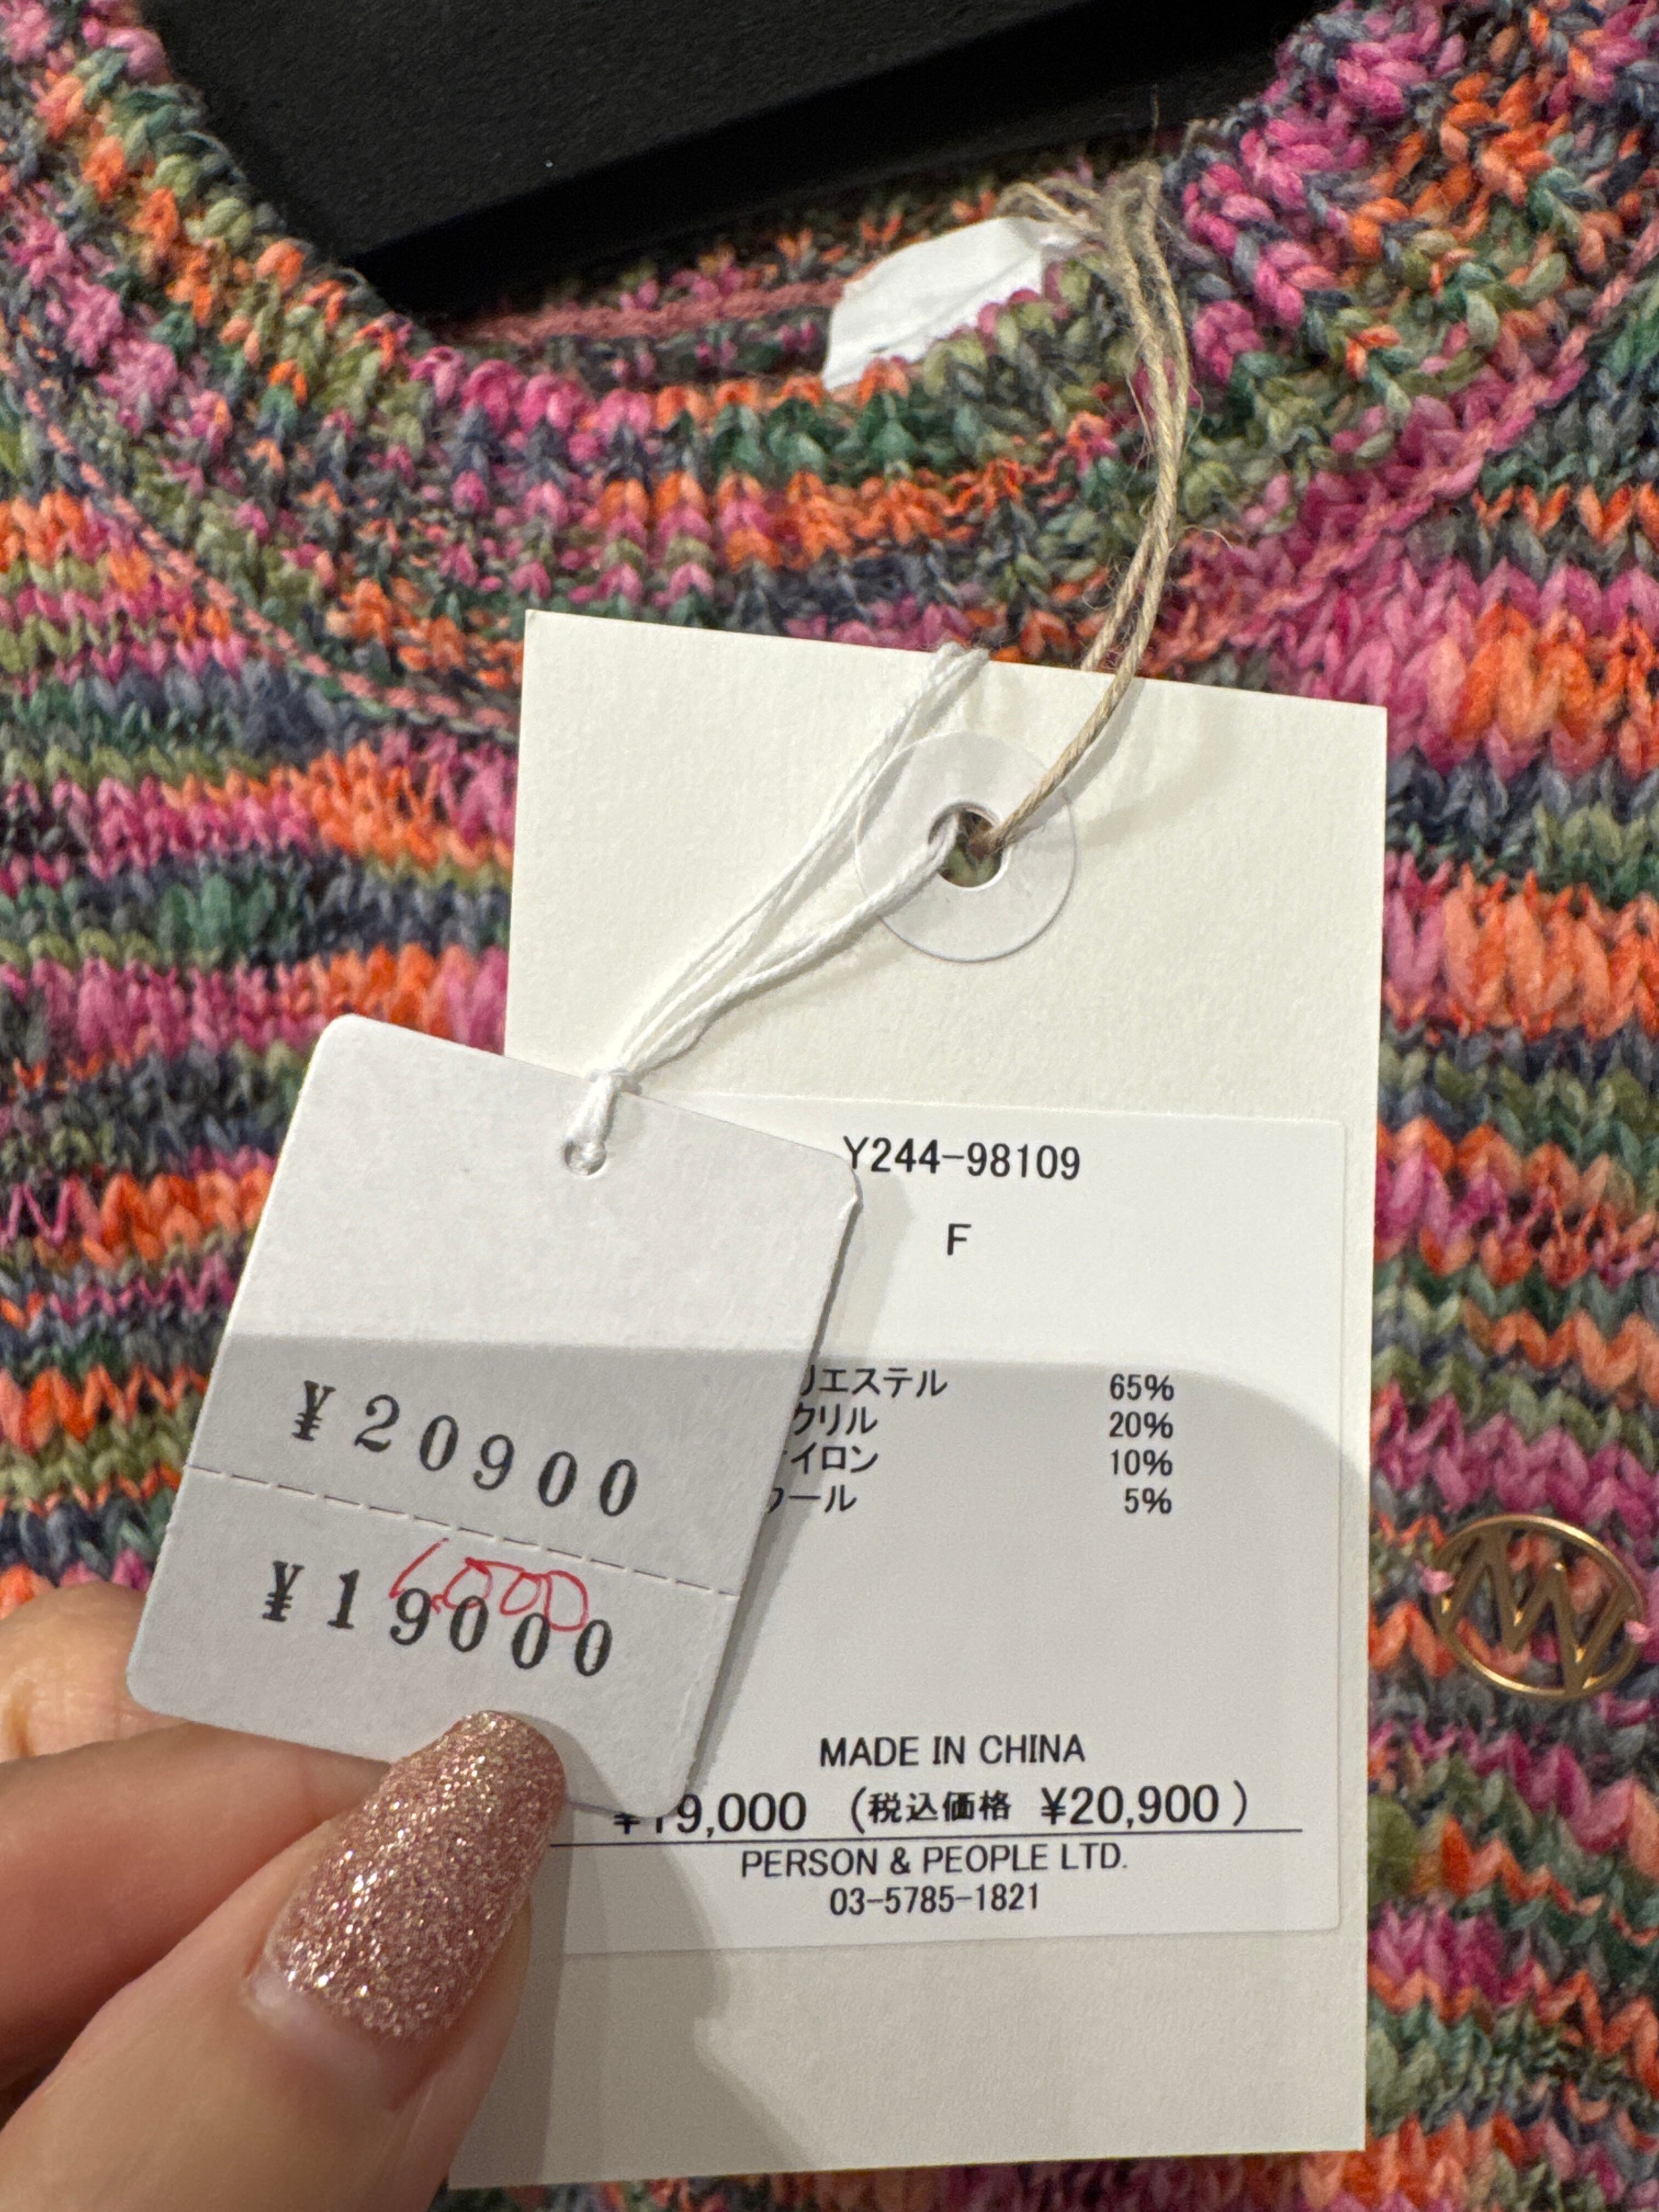 Y244-98109
F
リエステル 65%
クリル 20%
イロン 10%
ウール 5%
¥20900
¥19000
MADE IN CHINA
¥19,000 (税込価格 ¥20,900)
PERSON & PEOPLE LTD.
03-5785-1821